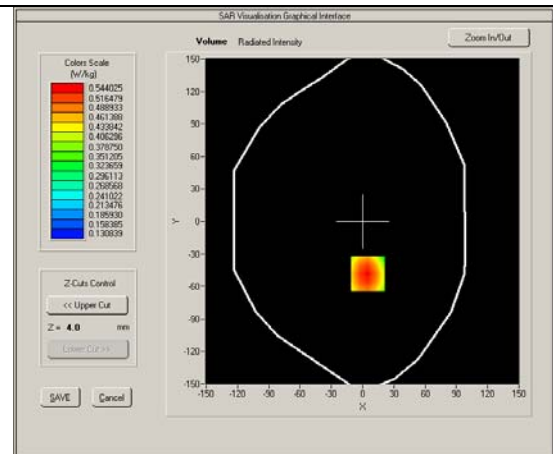 SAR Visualisation Graphical Interface
Volume Radiated Intensity
Zoom In/Out
Colors Scale
(W/kg)
0.544025
0.516479
0.488933
0.461388
0.433842
0.406296
0.378750
0.351205
0.323659
0.296113
0.268568
0.241022
0.213476
0.185930
0.158385
0.130839
Z-Cuts Control
<< Upper Cut
Z = 4.0 mm
Lower Cut >>
SAVE
Cancel
150
120
90
60
30
0
-30
-60
-90
-120
-150
Y
-150 -120 -90 -60 -30 0 30 60 90 120 150
X